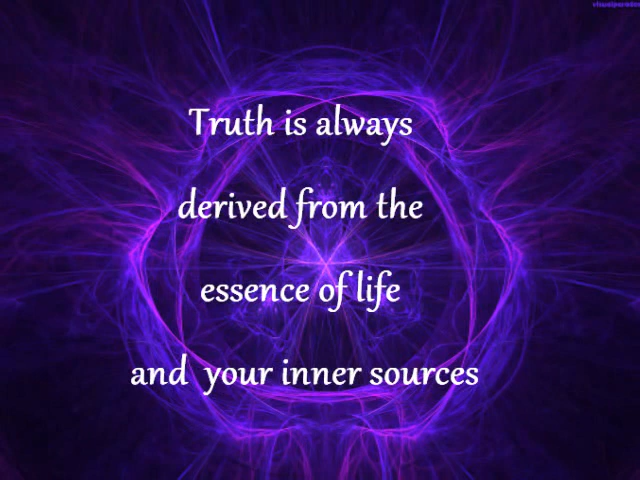 Truth is always
derived from the
essence of life
and your inner sources